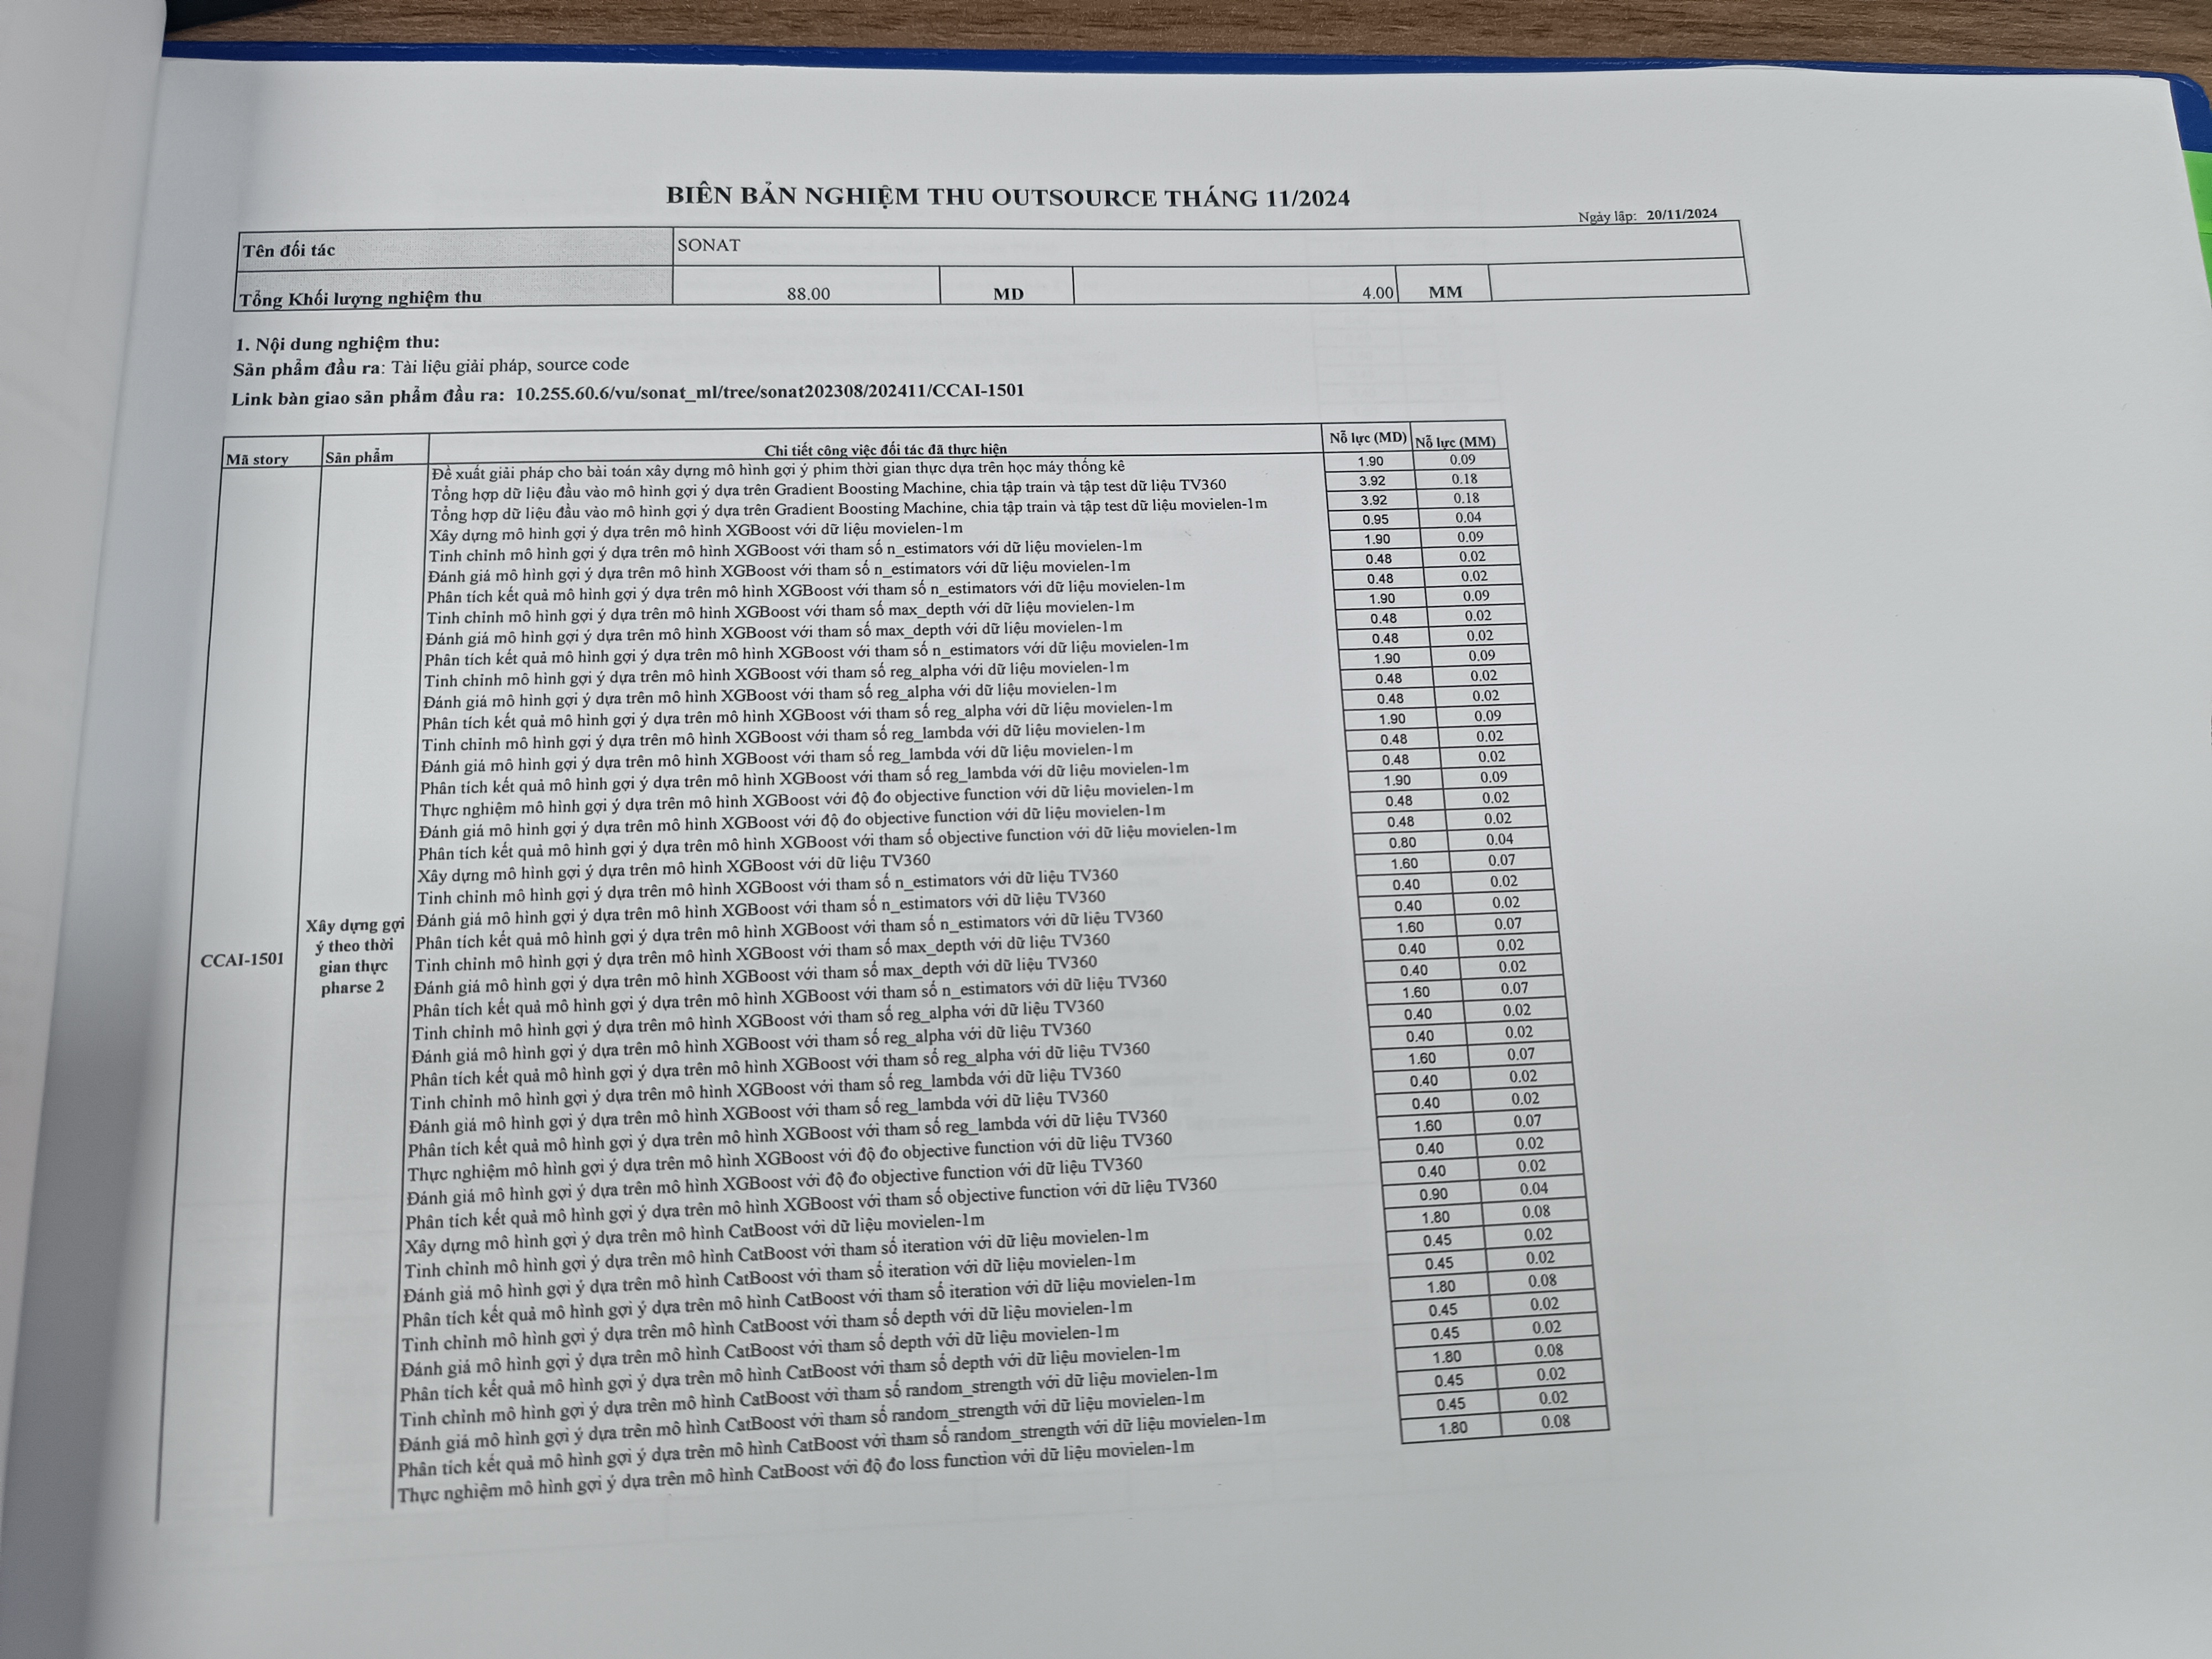 BIÊN BẢN NGHIỆM THU OUTSOURCE THÁNG 11/2024
Ngày lập: 20/11/2024
Tên đối tác SONAT
Tổng Khối lượng nghiệm thu 88.00 MD 4.00 MM
1. Nội dung nghiệm thu:
Sản phẩm đầu ra: Tài liệu giải pháp, source code
Link bàn giao sản phẩm đầu ra: 10.255.60.6/vu/sonat_ml/tree/sonat202308/202411/CCAI-1501
Mã story Sản phẩm Chi tiết công việc đối tác đã thực hiện Nỗ lực (MD) Nỗ lực (MM)
CCAI-1501
Xây dựng gợi
ý theo thời
gian thực
pharse 2
Đề xuất giải pháp cho bài toán xây dựng mô hình gợi ý phim thời gian thực dựa trên học máy thống kê 1.90 0.09
Tổng hợp dữ liệu đầu vào mô hình gợi ý dựa trên Gradient Boosting Machine, chia tập train và tập test dữ liệu TV360 3.92 0.18
Tổng hợp dữ liệu đầu vào mô hình gợi ý dựa trên Gradient Boosting Machine, chia tập train và tập test dữ liệu movielen-1m 3.92 0.18
Xây dựng mô hình gợi ý dựa trên mô hình XGBoost với dữ liệu movielen-1m 0.95 0.04
Tinh chỉnh mô hình gợi ý dựa trên mô hình XGBoost với tham số n_estimators với dữ liệu movielen-1m 1.90 0.09
Đánh giá mô hình gợi ý dựa trên mô hình XGBoost với tham số n_estimators với dữ liệu movielen-1m 0.48 0.02
Phân tích kết quả mô hình gợi ý dựa trên mô hình XGBoost với tham số n_estimators với dữ liệu movielen-1m 0.48 0.02
Tinh chỉnh mô hình gợi ý dựa trên mô hình XGBoost với tham số max_depth với dữ liệu movielen-1m 1.90 0.09
Đánh giá mô hình gợi ý dựa trên mô hình XGBoost với tham số max_depth với dữ liệu movielen-1m 0.48 0.02
Phân tích kết quả mô hình gợi ý dựa trên mô hình XGBoost với tham số n_estimators với dữ liệu movielen-1m 0.48 0.02
Tinh chỉnh mô hình gợi ý dựa trên mô hình XGBoost với tham số reg_alpha với dữ liệu movielen-1m 1.90 0.09
Đánh giá mô hình gợi ý dựa trên mô hình XGBoost với tham số reg_alpha với dữ liệu movielen-1m 0.48 0.02
Phân tích kết quả mô hình gợi ý dựa trên mô hình XGBoost với tham số reg_alpha với dữ liệu movielen-1m 0.48 0.02
Tinh chỉnh mô hình gợi ý dựa trên mô hình XGBoost với tham số reg_lambda với dữ liệu movielen-1m 1.90 0.09
Đánh giá mô hình gợi ý dựa trên mô hình XGBoost với tham số reg_lambda với dữ liệu movielen-1m 0.48 0.02
Phân tích kết quả mô hình gợi ý dựa trên mô hình XGBoost với tham số reg_lambda với dữ liệu movielen-1m 0.48 0.02
Thực nghiệm mô hình gợi ý dựa trên mô hình XGBoost với độ đo objective function với dữ liệu movielen-1m 1.90 0.09
Đánh giá mô hình gợi ý dựa trên mô hình XGBoost với độ đo objective function với dữ liệu movielen-1m 0.48 0.02
Phân tích kết quả mô hình gợi ý dựa trên mô hình XGBoost với tham số objective function với dữ liệu movielen-1m 0.48 0.02
Xây dựng mô hình gợi ý dựa trên mô hình XGBoost với dữ liệu TV360 0.80 0.04
Tinh chỉnh mô hình gợi ý dựa trên mô hình XGBoost với tham số n_estimators với dữ liệu TV360 1.60 0.07
Đánh giá mô hình gợi ý dựa trên mô hình XGBoost với tham số n_estimators với dữ liệu TV360 0.40 0.02
Phân tích kết quả mô hình gợi ý dựa trên mô hình XGBoost với tham số n_estimators với dữ liệu TV360 0.40 0.02
Tinh chỉnh mô hình gợi ý dựa trên mô hình XGBoost với tham số max_depth với dữ liệu TV360 1.60 0.07
Đánh giá mô hình gợi ý dựa trên mô hình XGBoost với tham số max_depth với dữ liệu TV360 0.40 0.02
Phân tích kết quả mô hình gợi ý dựa trên mô hình XGBoost với tham số n_estimators với dữ liệu TV360 0.40 0.02
Tinh chỉnh mô hình gợi ý dựa trên mô hình XGBoost với tham số reg_alpha với dữ liệu TV360 1.60 0.07
Đánh giá mô hình gợi ý dựa trên mô hình XGBoost với tham số reg_alpha với dữ liệu TV360 0.40 0.02
Phân tích kết quả mô hình gợi ý dựa trên mô hình XGBoost với tham số reg_alpha với dữ liệu TV360 0.40 0.02
Tinh chỉnh mô hình gợi ý dựa trên mô hình XGBoost với tham số reg_lambda với dữ liệu TV360 1.60 0.07
Đánh giá mô hình gợi ý dựa trên mô hình XGBoost với tham số reg_lambda với dữ liệu TV360 0.40 0.02
Phân tích kết quả mô hình gợi ý dựa trên mô hình XGBoost với tham số reg_lambda với dữ liệu TV360 0.40 0.02
Thực nghiệm mô hình gợi ý dựa trên mô hình XGBoost với độ đo objective function với dữ liệu TV360 1.60 0.07
Đánh giá mô hình gợi ý dựa trên mô hình XGBoost với độ đo objective function với dữ liệu TV360 0.40 0.02
Phân tích kết quả mô hình gợi ý dựa trên mô hình XGBoost với tham số objective function với dữ liệu TV360 0.40 0.02
Xây dựng mô hình gợi ý dựa trên mô hình CatBoost với dữ liệu movielen-1m 0.90 0.04
Tinh chỉnh mô hình gợi ý dựa trên mô hình CatBoost với tham số iteration với dữ liệu movielen-1m 1.80 0.08
Đánh giá mô hình gợi ý dựa trên mô hình CatBoost với tham số iteration với dữ liệu movielen-1m 0.45 0.02
Phân tích kết quả mô hình gợi ý dựa trên mô hình CatBoost với tham số iteration với dữ liệu movielen-1m 0.45 0.02
Tinh chỉnh mô hình gợi ý dựa trên mô hình CatBoost với tham số depth với dữ liệu movielen-1m 1.80 0.08
Đánh giá mô hình gợi ý dựa trên mô hình CatBoost với tham số depth với dữ liệu movielen-1m 0.45 0.02
Phân tích kết quả mô hình gợi ý dựa trên mô hình CatBoost với tham số depth với dữ liệu movielen-1m 0.45 0.02
Tinh chỉnh mô hình gợi ý dựa trên mô hình CatBoost với tham số random_strength với dữ liệu movielen-1m 1.80 0.08
Đánh giá mô hình gợi ý dựa trên mô hình CatBoost với tham số random_strength với dữ liệu movielen-1m 0.45 0.02
Phân tích kết quả mô hình gợi ý dựa trên mô hình CatBoost với tham số random_strength với dữ liệu movielen-1m 0.45 0.02
Thực nghiệm mô hình gợi ý dựa trên mô hình CatBoost với độ đo loss function với dữ liệu movielen-1m 1.80 0.08